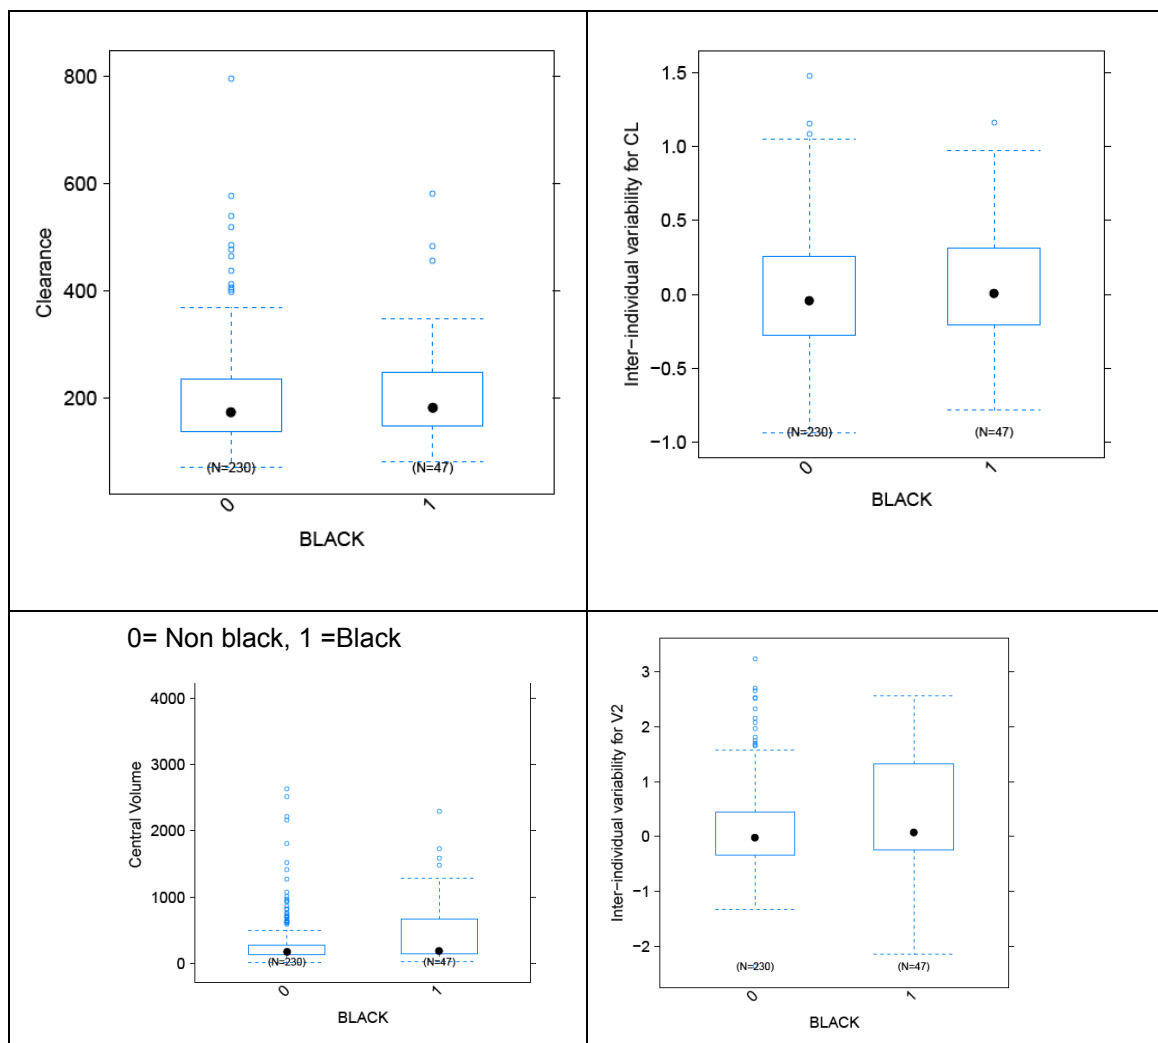 800
600
400
200
Clearance
(N=230)
(N=47)
0
1
BLACK
1.5
1.0
0.5
0.0
−0.5
−1.0
Inter−individual variability for CL
(N=230)
(N=47)
0
1
BLACK
0= Non black, 1 =Black
4000
3000
2000
1000
0
Central Volume
(N=230)
(N=47)
0
1
BLACK
3
2
1
0
−1
−2
Inter−individual variability for V2
(N=230)
(N=47)
0
1
BLACK